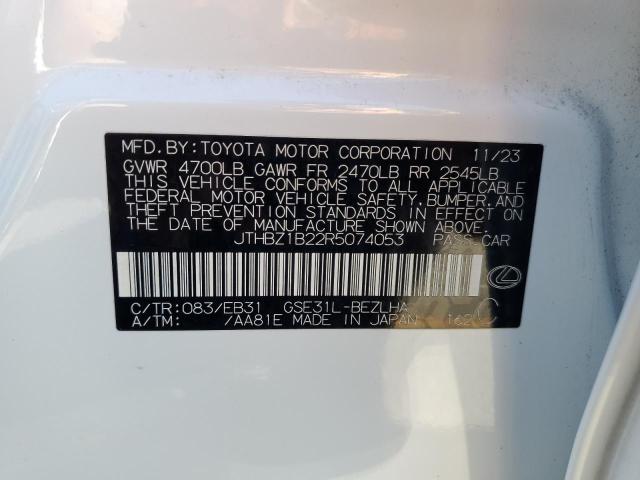 MFD. BY: TOYOTA MOTOR CORPORATION 11/23
GVWR 4700LB GAWR FR 2470LB RR 2545LB
THIS VEHICLE CONFORMS TO ALL APPLICABLE
FEDERAL MOTOR VEHICLE SAFETY, BUMPER, AND
THEFT PREVENTION STANDARDS IN EFFECT ON
THE DATE OF MANUFACTURE SHOWN ABOVE.
JTHBZ1B22R5074053 PASS. CAR
C/TR: 083/EB31 GSE31L-BEZLHA
A/TM: /AA81E MADE IN JAPAN